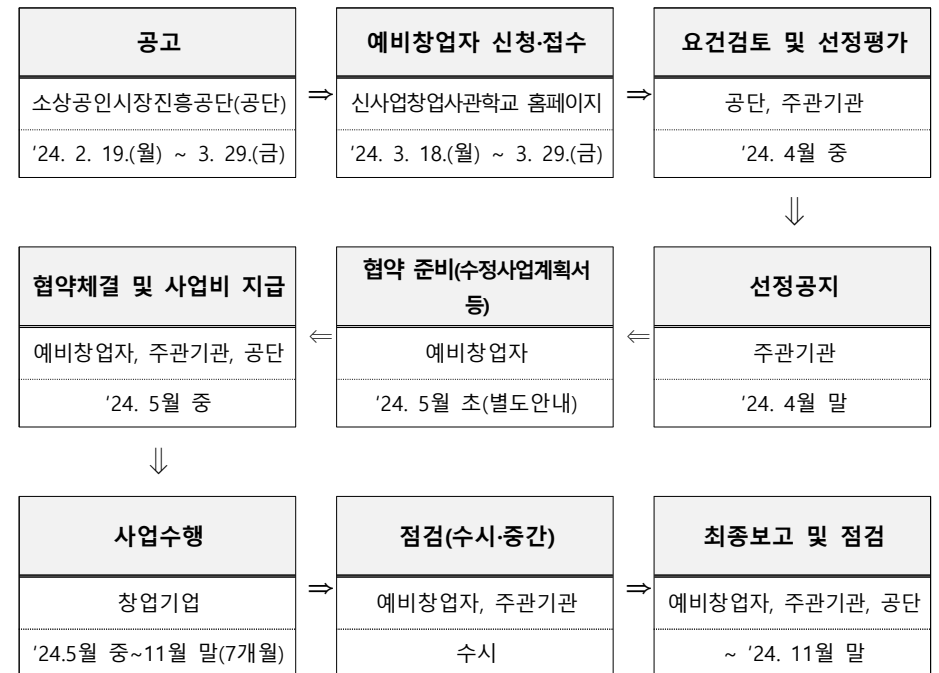 공고
소상공인시장진흥공단(공단)
'24. 2. 19.(월) ~ 3. 29.(금)
⇒
예비창업자 신청·접수
신사업창업사관학교 홈페이지
'24. 3. 18.(월) ~ 3. 29.(금)
⇒
요건검토 및 선정평가
공단, 주관기관
'24. 4월 중
⇓
선정공지
주관기관
'24. 4월 말
⇐
협약 준비(수정사업계획서
등)
예비창업자
'24. 5월 초(별도안내)
⇐
협약체결 및 사업비 지급
예비창업자, 주관기관, 공단
'24. 5월 중
⇓
사업수행
창업기업
'24.5월 중~11월 말(7개월)
⇒
점검(수시·중간)
예비창업자, 주관기관
수시
⇒
최종보고 및 점검
예비창업자, 주관기관, 공단
~ '24. 11월 말